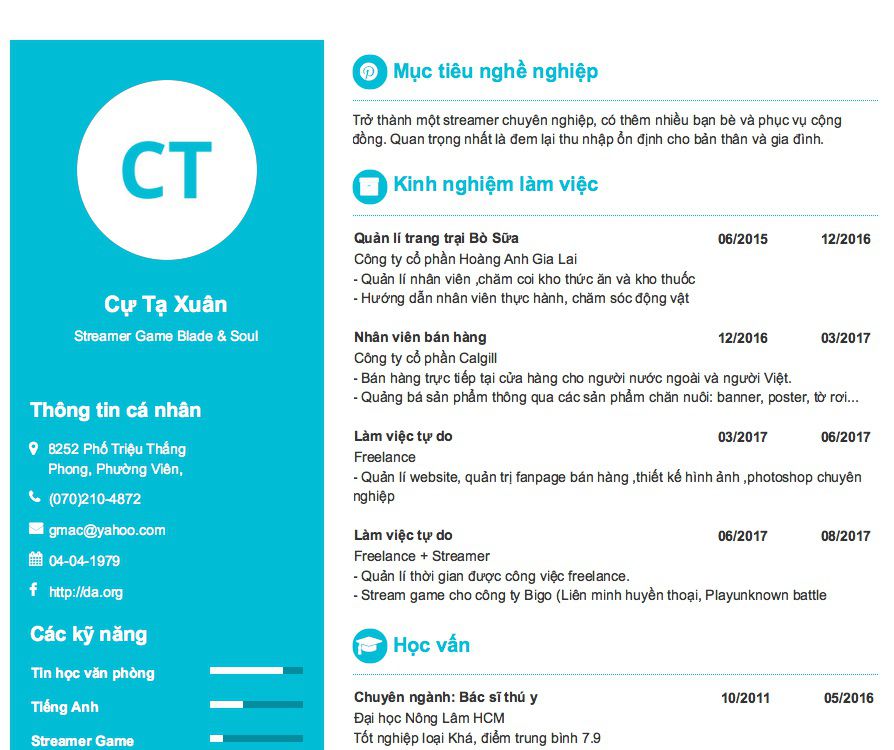 CT
Cự Tạ Xuân
Streamer Game Blade & Soul
Thông tin cá nhân
8252 Phố Triệu Thắng
Phong, Phường Viên,
(070)210-4872
gmac@yahoo.com
04-04-1979
http://da.org
Các kỹ năng
Tin học văn phòng
Tiếng Anh
Streamer Game
Mục tiêu nghề nghiệp
Trở thành một streamer chuyên nghiệp, có thêm nhiều bạn bè và phục vụ cộng
đồng. Quan trọng nhất là đem lại thu nhập ổn định cho bản thân và gia đình.
Kinh nghiệm làm việc
Quản lí trang trại Bò Sữa 06/2015 12/2016
Công ty cổ phần Hoàng Anh Gia Lai
- Quản lí nhân viên ,chăm coi kho thức ăn và kho thuốc
- Hướng dẫn nhân viên thực hành, chăm sóc động vật
Nhân viên bán hàng 12/2016 03/2017
Công ty cổ phần Calgill
- Bán hàng trực tiếp tại cửa hàng cho người nước ngoài và người Việt.
- Quảng bá sản phẩm thông qua các sản phẩm chăn nuôi: banner, poster, tờ rơi...
Làm việc tự do 03/2017 06/2017
Freelance
- Quản lí website, quản trị fanpage bán hàng ,thiết kế hình ảnh ,photoshop chuyên
nghiệp
Làm việc tự do 06/2017 08/2017
Freelance + Streamer
- Quản lí thời gian được công việc freelance.
- Stream game cho công ty Bigo (Liên minh huyền thoại, Playunknown battle
Học vấn
Chuyên ngành: Bác sĩ thú y 10/2011 05/2016
Đại học Nông Lâm HCM
Tốt nghiệp loại Khá, điểm trung bình 7.9